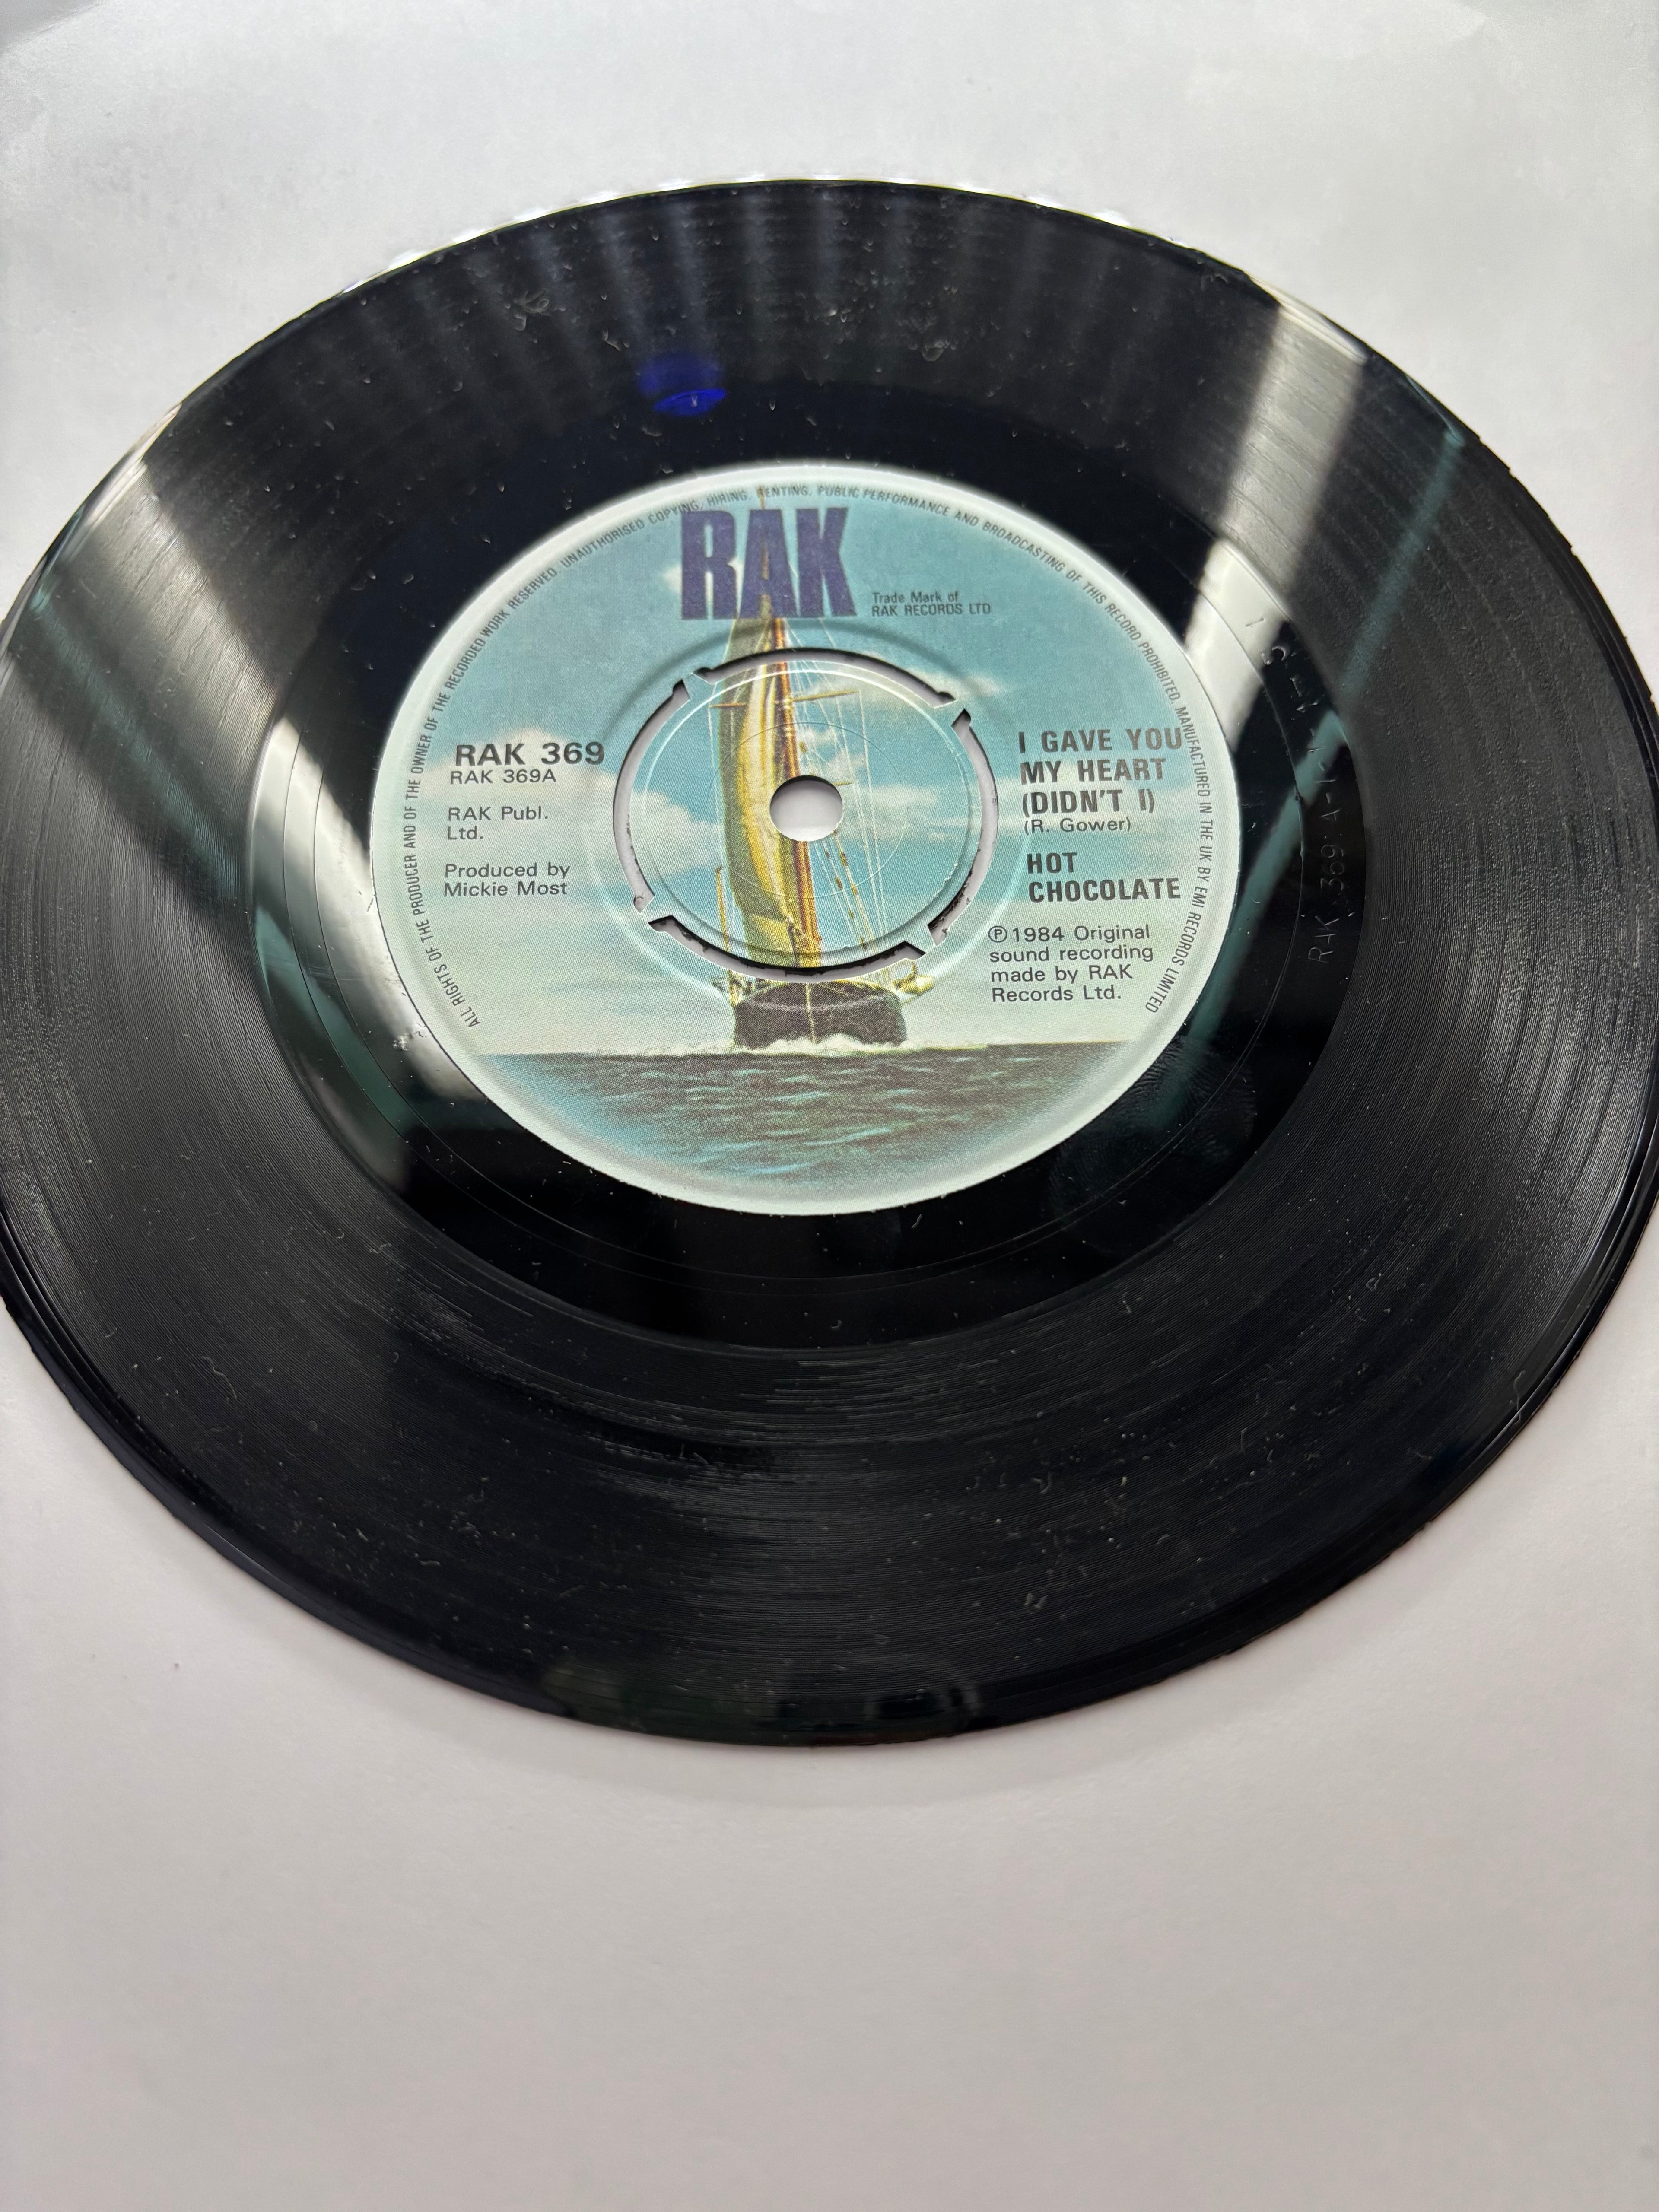 ALL RIGHTS OF THE PRODUCER AND OF THE OWNER OF THE RECORDED WORK RESERVED. UNAUTHORISED COPYING, HIRING, RENTING, PUBLIC PERFORMANCE AND BROADCASTING OF THIS RECORD PROHIBITED. MANUFACTURED IN THE UK BY EMI RECORDS LIMITED
RAK
Trade Mark of
RAK RECORDS LTD
RAK 369
RAK 369A
RAK Publ.
Ltd.
Produced by
Mickie Most
I GAVE YOU
MY HEART
(DIDN'T I)
(R. Gower)
HOT
CHOCOLATE
℗ 1984 Original
sound recording
made by RAK
Records Ltd.
RAK 369 A-1